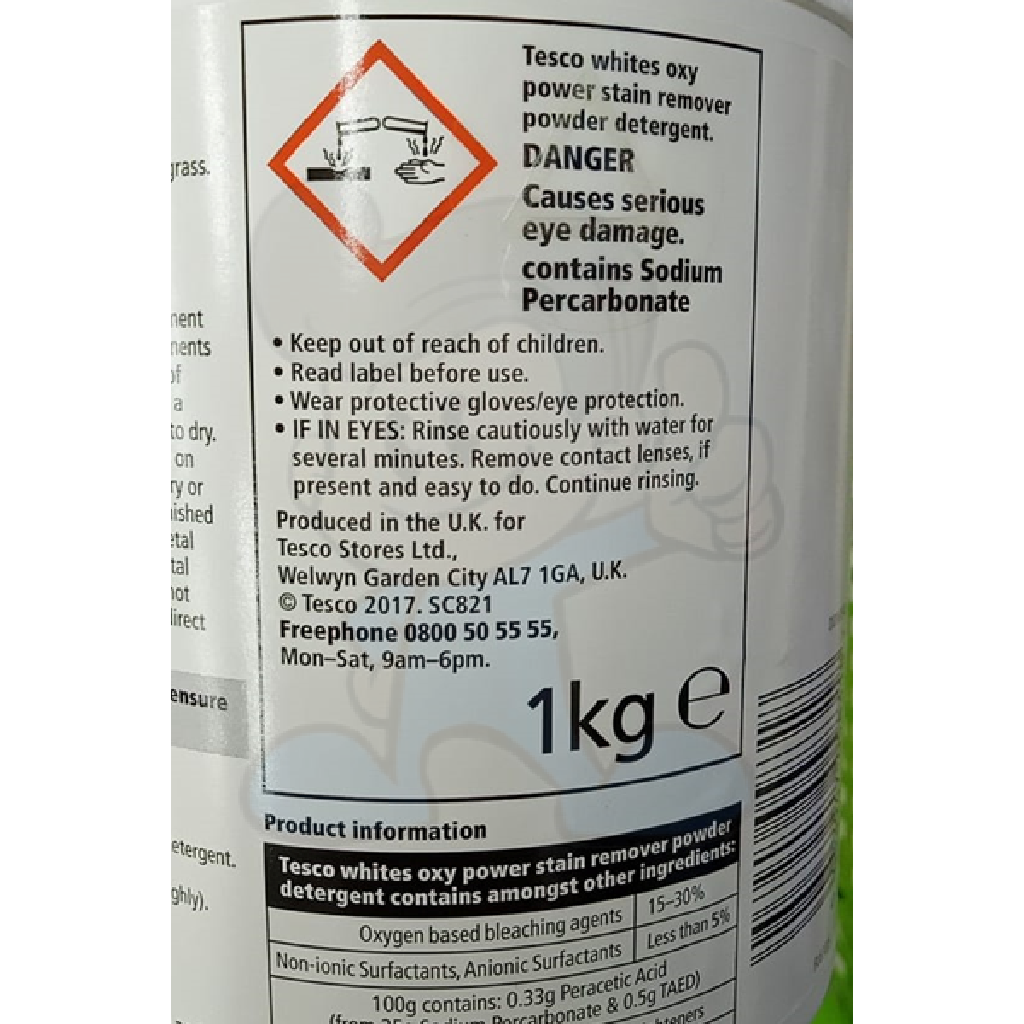 Tesco whites oxy
power stain remover
powder detergent.
DANGER
Causes serious
eye damage.
contains Sodium
Percarbonate
• Keep out of reach of children.
• Read label before use.
• Wear protective gloves/eye protection.
• IF IN EYES: Rinse cautiously with water for
several minutes. Remove contact lenses, if
present and easy to do. Continue rinsing.
Produced in the U.K. for
Tesco Stores Ltd.,
Welwyn Garden City AL7 1GA, U.K.
© Tesco 2017. SC821
Freephone 0800 50 55 55,
Mon–Sat, 9am–6pm.
1kg e
Product information
Tesco whites oxy power stain remover powder
detergent contains amongst other ingredients:
Oxygen based bleaching agents 15–30%
Non-ionic Surfactants, Anionic Surfactants Less than 5%
100g contains: 0.33g Peracetic Acid
Sodium Percarbonate & 0.5g TAED)
grass.
to dry.
on
or
ensure